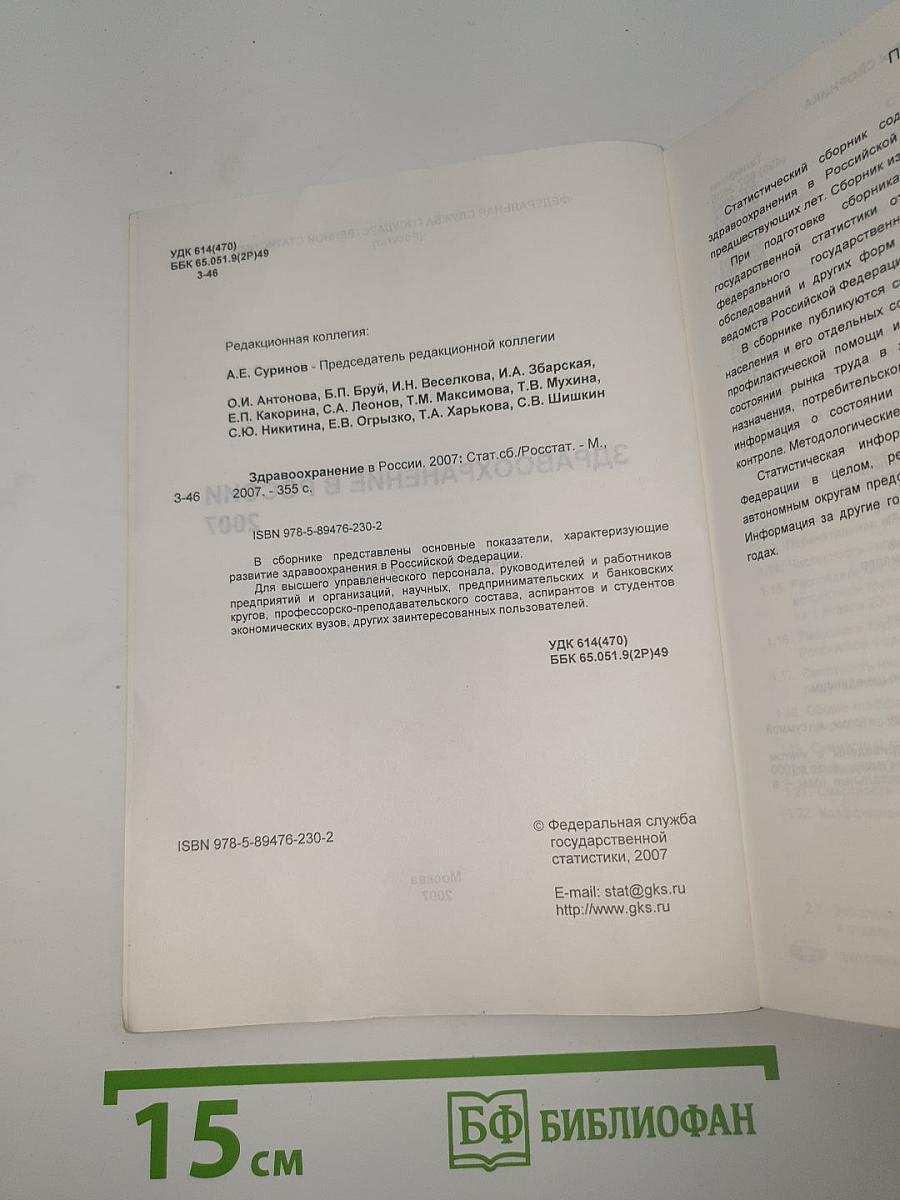 УДК 614(470)
ББК 65.051.9(2Р)49
З-46
Редакционная коллегия:
А.Е. Суринов - Председатель редакционной коллегии
О.И. Антонова, Б.П. Бруй, И.Н. Веселкова, И.А. Збарская,
Е.П. Какорина, С.А. Леонов, Т.М. Максимова, Т.В. Мухина,
С.Ю. Никитина, Е.В. Огрызко, Т.А. Харькова, С.В. Шишкин
Здравоохранение в России. 2007: Стат.сб./Росстат. - М.,
З-46 2007. - 355 с.
ISBN 978-5-89476-230-2
В сборнике представлены основные показатели, характеризующие
развитие здравоохранения в Российской Федерации.
Для высшего управленческого персонала, руководителей и работников
предприятий и организаций, научных, предпринимательских и банковских
кругов, профессорско-преподавательского состава, аспирантов и студентов
экономических вузов, других заинтересованных пользователей.
УДК 614(470)
ББК 65.051.9(2Р)49
ISBN 978-5-89476-230-2
© Федеральная служба
государственной
статистики, 2007
E-mail: stat@gks.ru
http://www.gks.ru
Статистический сборник
здравоохранения в Российской
предшествующих лет. Сборник
При подготовке сборника
государственной статистики
федерального
обследований и других форм
ведомств Российской Федерации
В сборнике публикуются
населения и его отдельных
профилактической помощи и
состоянии рынка труда в
назначения,
информация о состоянии
контроле. Методологические
Статистическая
Федерации в целом,
автономным округам
Информация за другие
годах.
15 см
БФ БИБЛИОФАН